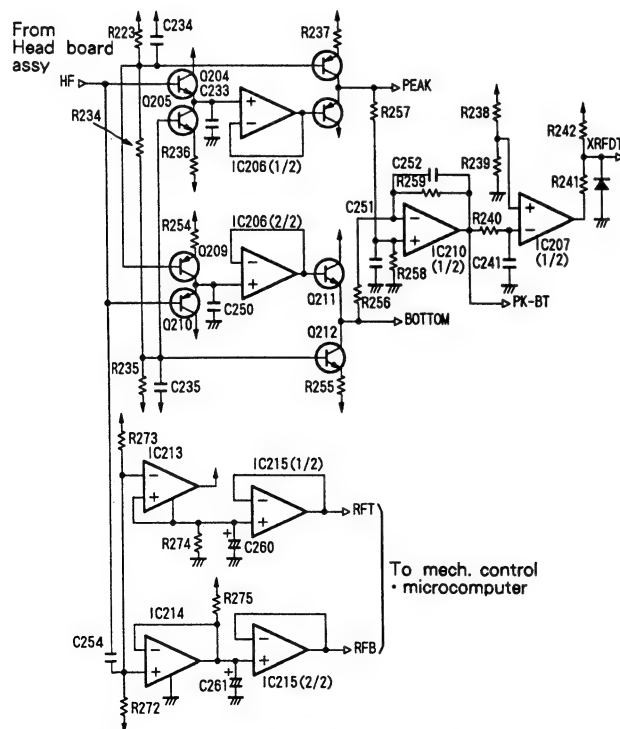 From
Head board
assy
HF
R223
C234
R237
Q204
C233
Q205
R234
R236
IC206(1/2)
PEAK
R257
R238
R242
XRFDT
R239
R241
C252
R259
C251
R240
IC207
(1/2)
IC210
(1/2)
C241
R258
R256
PK-BT
R254
IC206(2/2)
Q209
C250
Q210
Q211
BOTTOM
Q212
R235
C235
R255
R273
IC213
IC215(1/2)
RFT
R274
C260
To mech. control
・microcomputer
IC214
R275
C254
RFB
C261
IC215(2/2)
R272
+
−
+
−
+
−
+
−
+
−
+
−
+
−
+
−
+
+